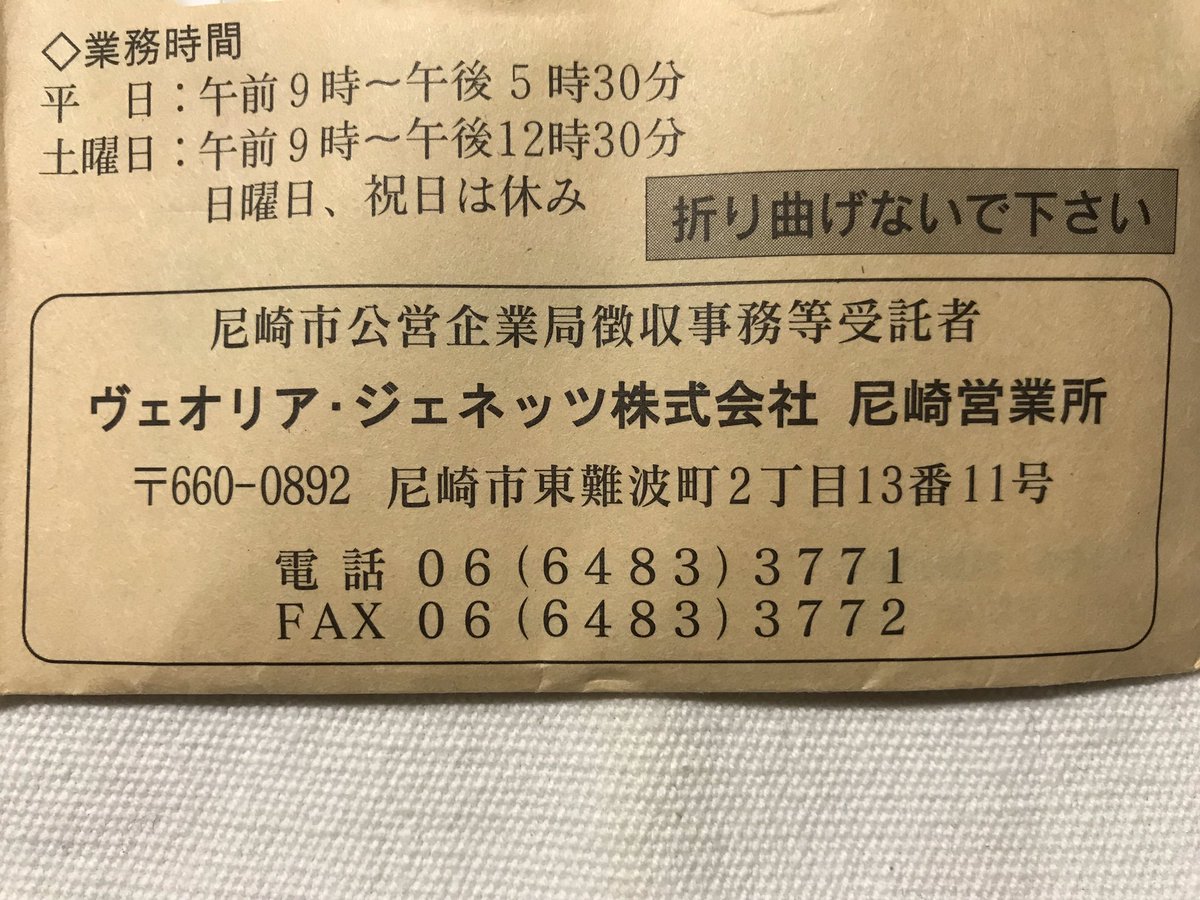 ◇業務時間
平　日：午前９時～午後５時30分
土曜日：午前９時～午後12時30分
日曜日、祝日は休み
折り曲げないで下さい
尼崎市公営企業局徴収事務等受託者
ヴェオリア・ジェネッツ株式会社 尼崎営業所
〒660-0892 尼崎市東難波町２丁目13番11号
電 話 ０６(６４８３)３７７１
FAX ０６(６４８３)３７７２